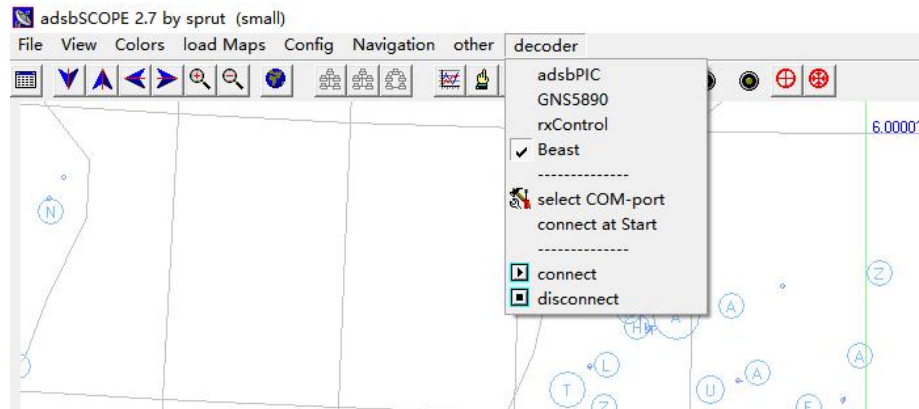 adsbSCOPE 2.7 by sprut (small)
File View Colors load Maps Config Navigation other decoder
adsbPIC
GNS5890
rxControl
Beast
--------------
select COM-port
connect at Start
--------------
connect
disconnect
6.0000
N
Z
A
H
A
L
A
A
T
Z
U
F